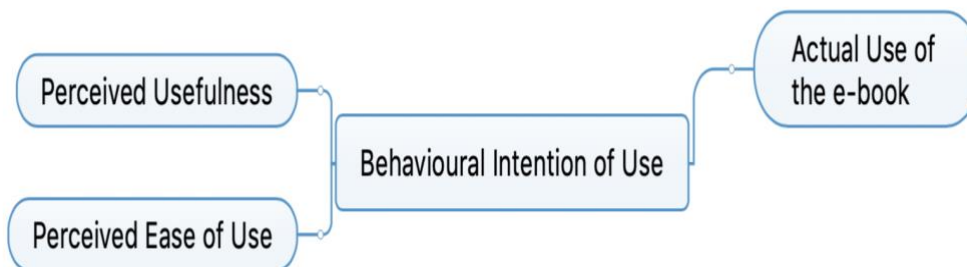 Perceived Usefulness
Perceived Ease of Use
Behavioural Intention of Use
Actual Use of
the e-book